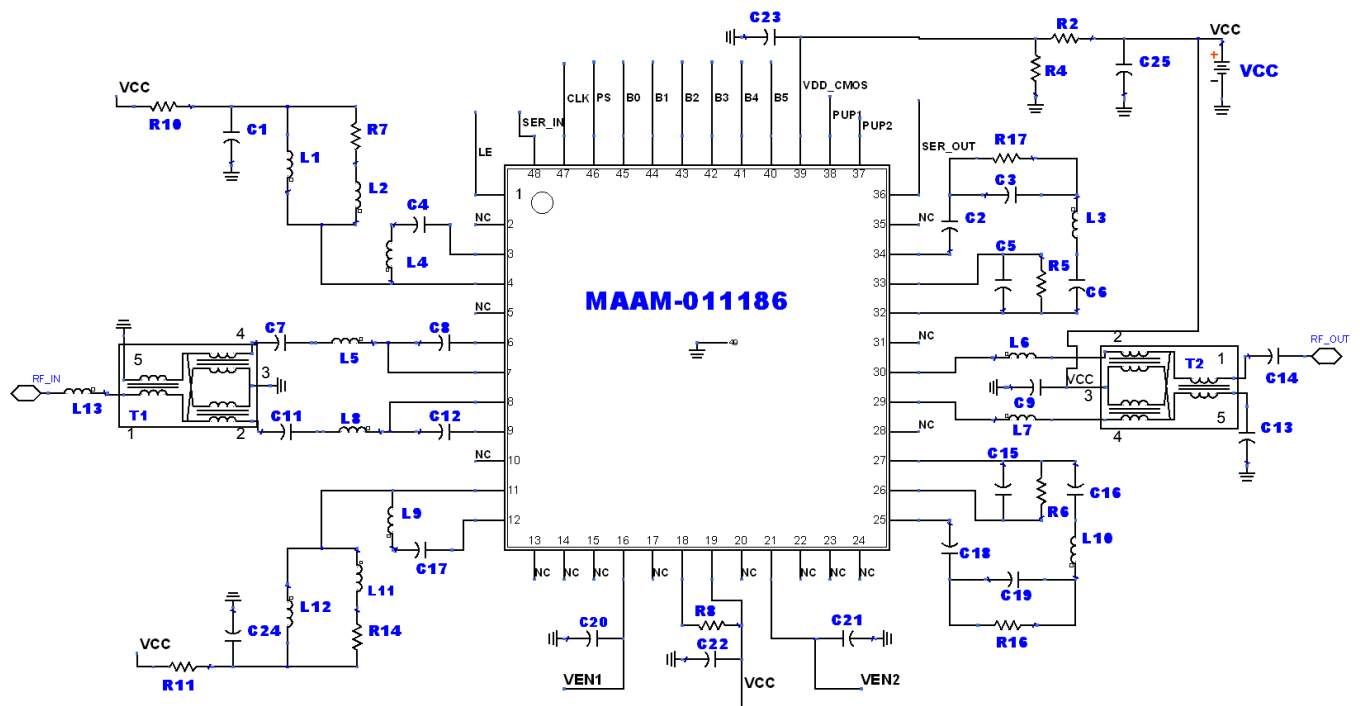 C23
R2
VCC
VCC
R4
C25
VCC
R10
C1
R7
L1
L2
CLK
PS
B0
B1
B2
B3
B4
B5
VDD_CMOS
SER_IN
PUP1
PUP2
LE
SER_OUT
R17
C3
C2
L3
C4
L4
C5
R5
C6
48 47 46 45 44 43 42 41 40 39 38 37
1
2
3
4
5
6
7
8
9
10
11
12
36
35
34
33
32
31
30
29
28
27
26
25
13 14 15 16 17 18 19 20 21 22 23 24
NC
NC
NC
NC
NC
NC
MAAM-011186
49
C7
L5
C8
4
5
3
RF_IN
L13
T1
1
2
C11
L8
C12
L6
C9
VCC
3
L7
2
1
T2
4
5
RF_OUT
C14
C13
C15
R6
C16
C18
L10
C19
R16
L9
C17
L11
L12
C24
R14
VCC
R11
NC NC NC NC NC NC NC
C20
R8
C22
C21
VEN1
VCC
VEN2